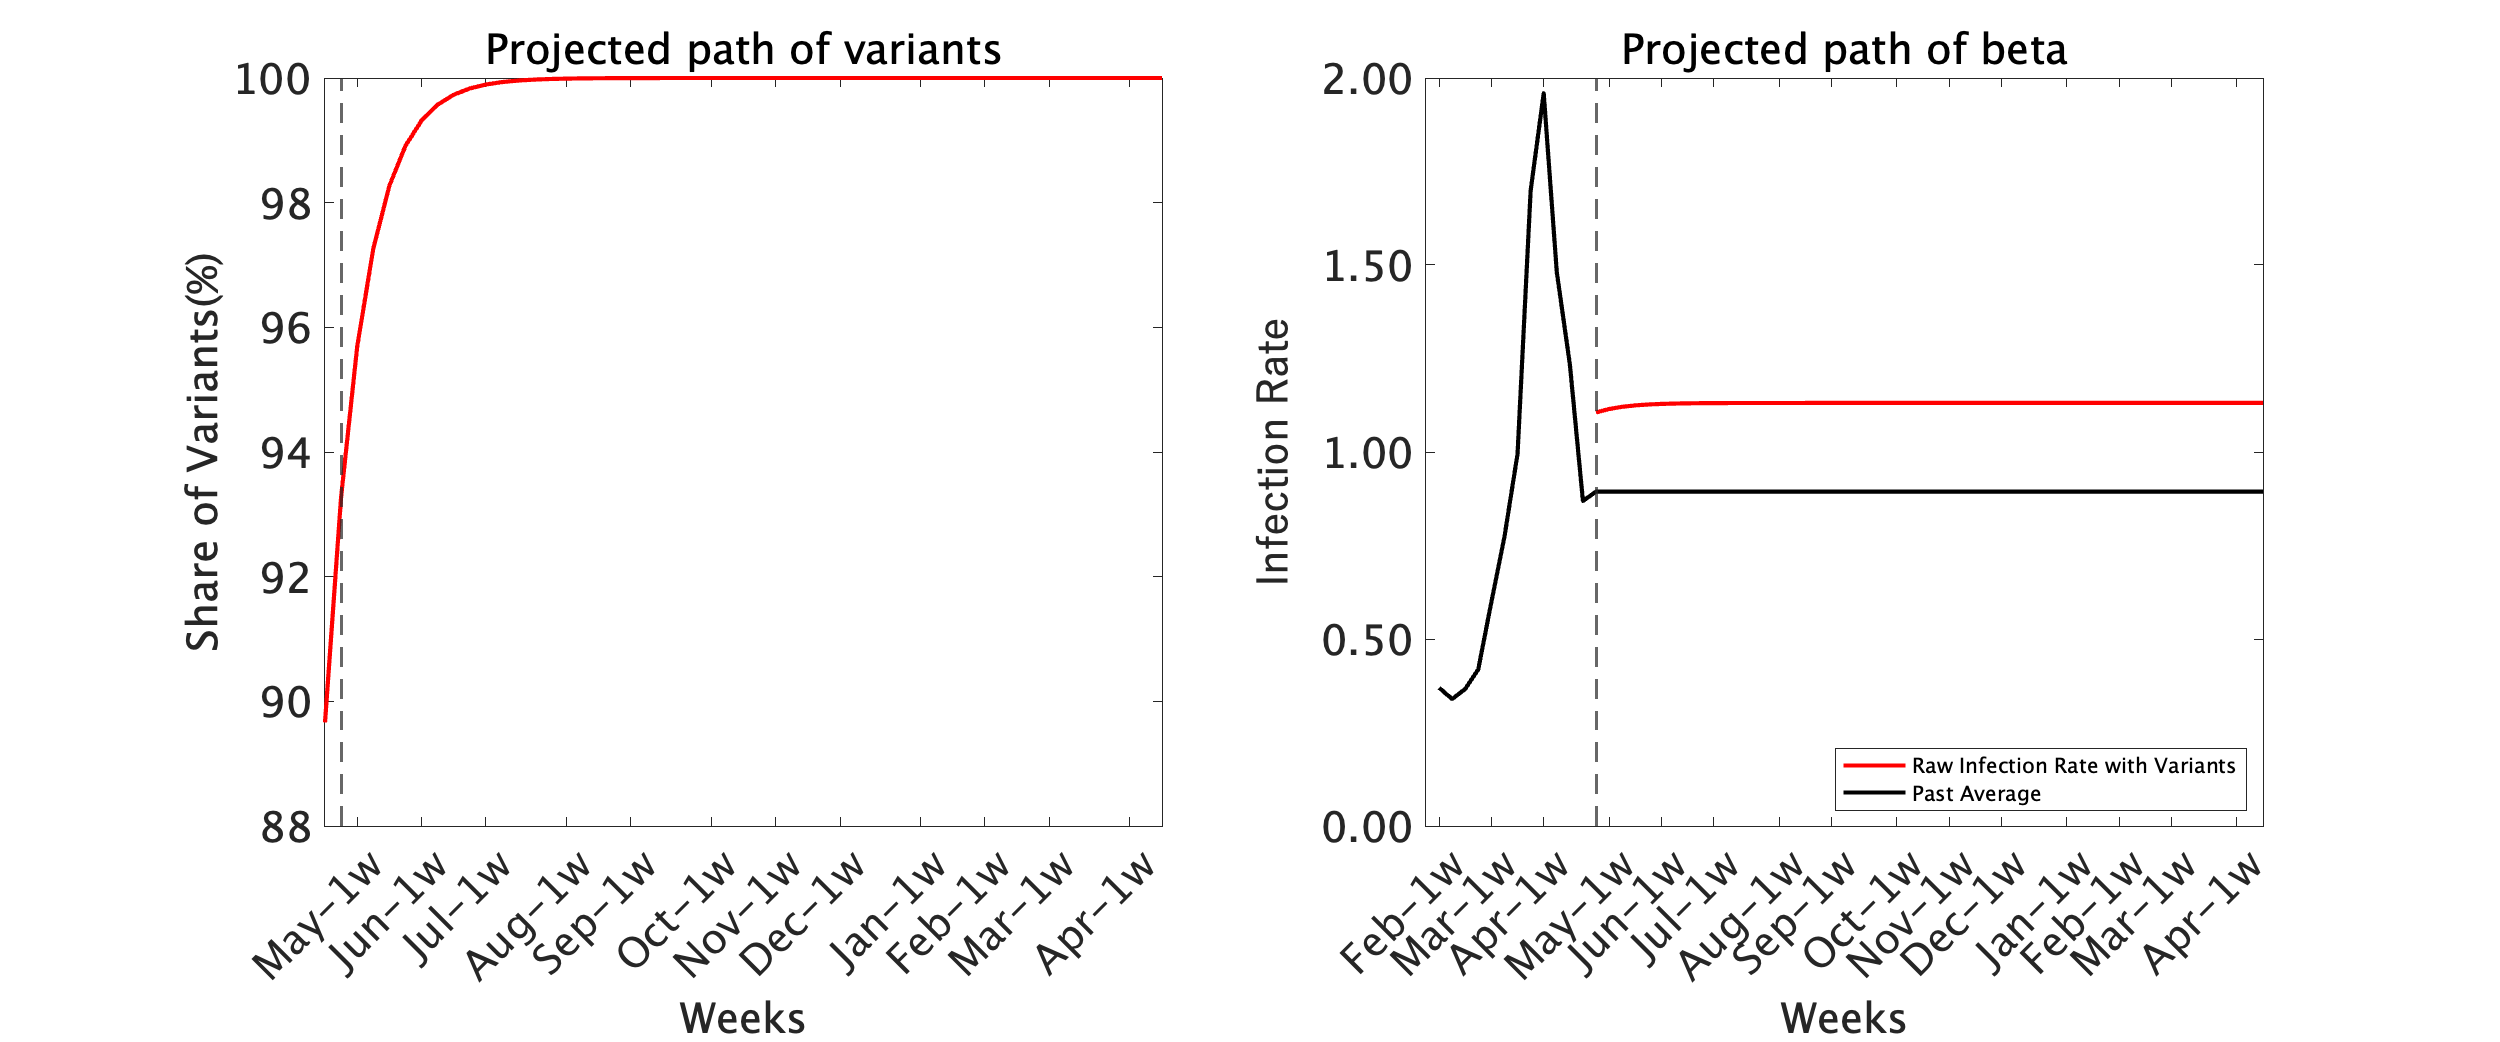 Projected path of variants
100
98
96
94
92
90
88
Share of Variants(%)
May-1w
Jun-1w
Jul-1w
Aug-1w
Sep-1w
Oct-1w
Nov-1w
Dec-1w
Jan-1w
Feb-1w
Mar-1w
Apr-1w
Weeks
Projected path of beta
2.00
1.50
1.00
0.50
0.00
Infection Rate
Raw Infection Rate with Variants
Past Average
Feb-1w
Mar-1w
Apr-1w
May-1w
Jun-1w
Jul-1w
Aug-1w
Sep-1w
Oct-1w
Nov-1w
Dec-1w
Jan-1w
Feb-1w
Mar-1w
Apr-1w
Weeks